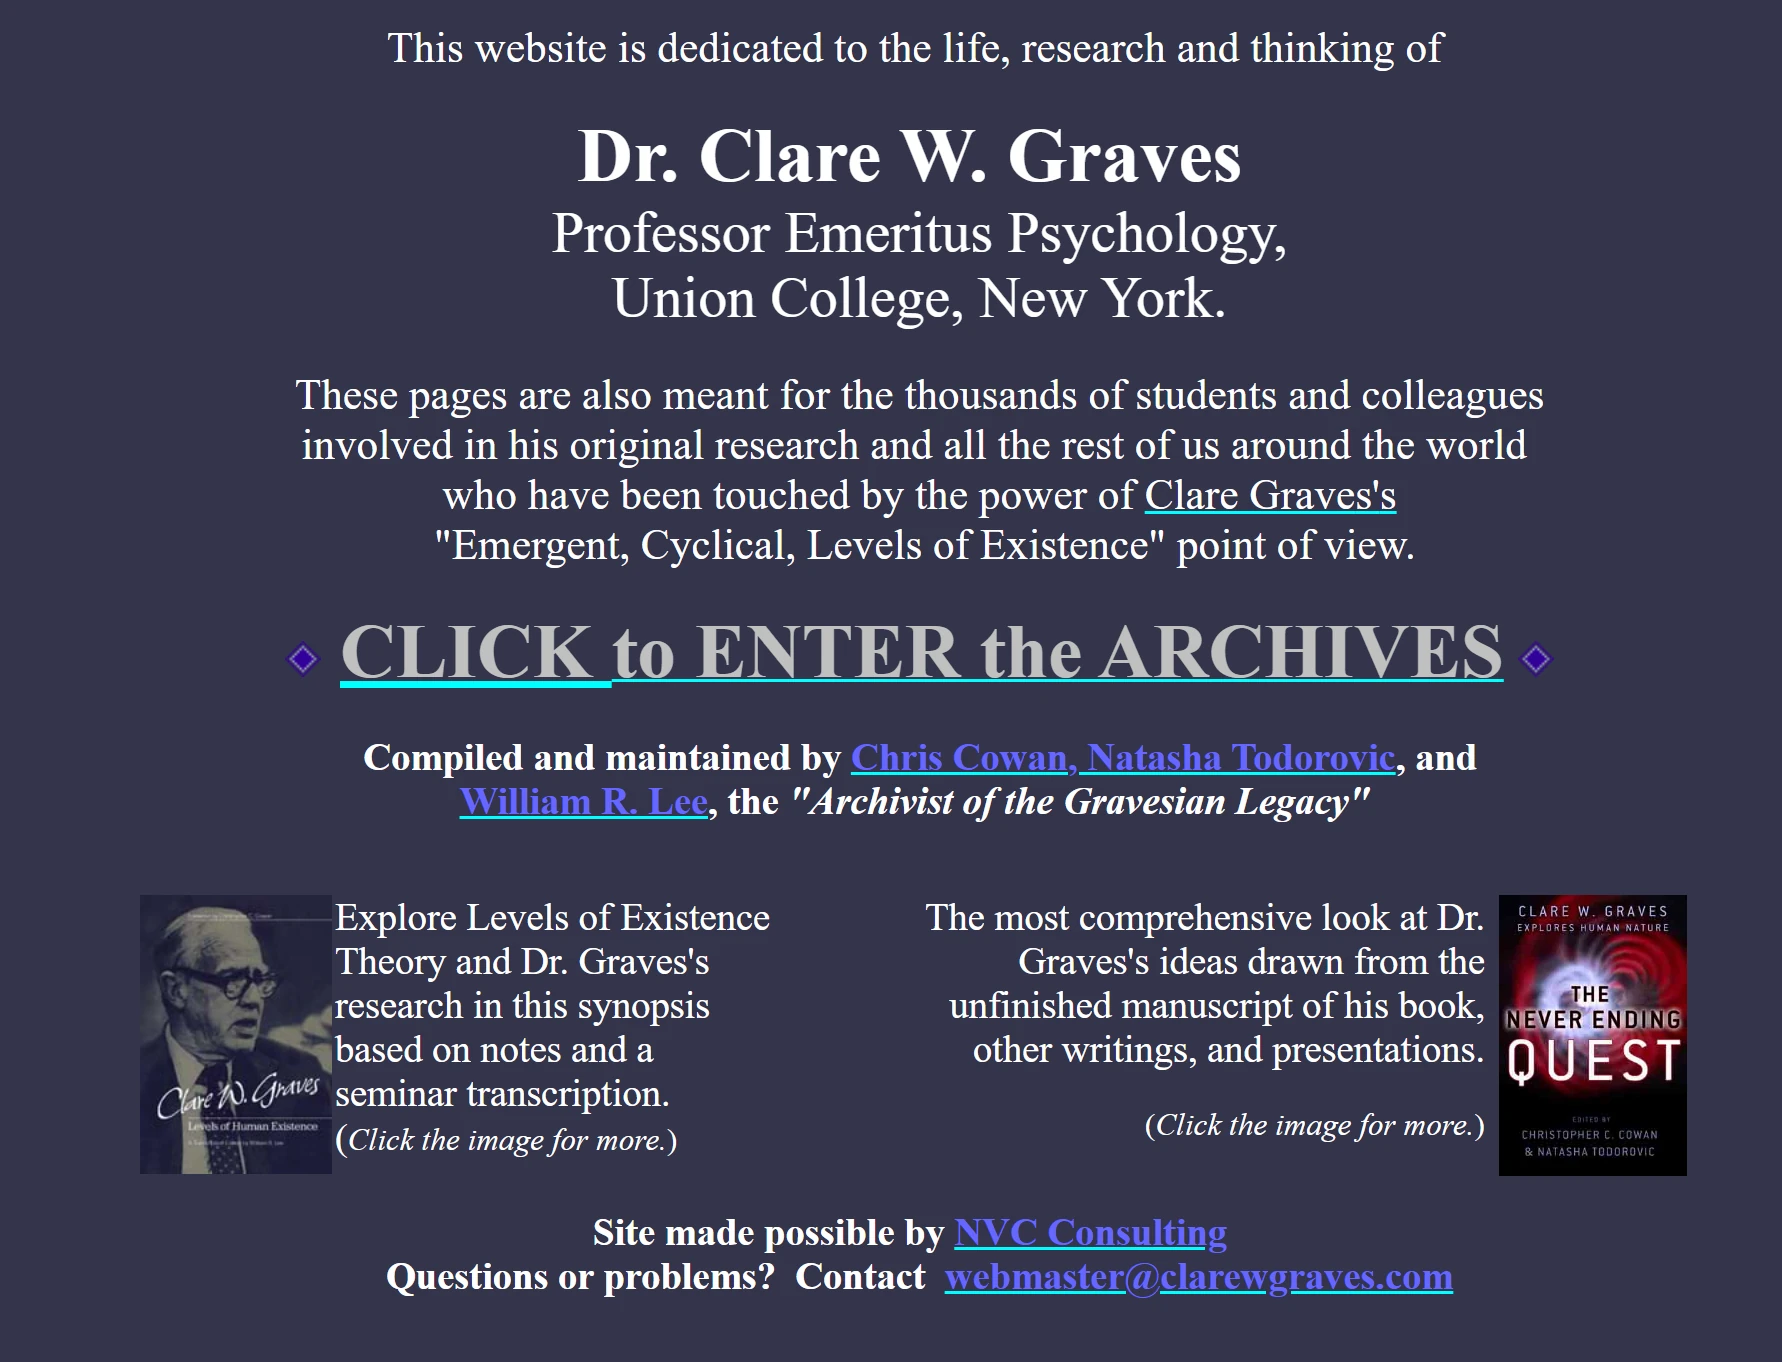 This website is dedicated to the life, research and thinking of
Dr. Clare W. Graves
Professor Emeritus Psychology,
Union College, New York.
These pages are also meant for the thousands of students and colleagues
involved in his original research and all the rest of us around the world
who have been touched by the power of Clare Graves's
"Emergent, Cyclical, Levels of Existence" point of view.
CLICK to ENTER the ARCHIVES
Compiled and maintained by Chris Cowan, Natasha Todorovic, and
William R. Lee, the "Archivist of the Gravesian Legacy"
Clare W. Graves
Levels of Human Existence
Explore Levels of Existence
Theory and Dr. Graves's
research in this synopsis
based on notes and a
seminar transcription.
(Click the image for more.)
The most comprehensive look at Dr.
Graves's ideas drawn from the
unfinished manuscript of his book,
other writings, and presentations.
(Click the image for more.)
CLARE W. GRAVES
EXPLORES HUMAN NATURE
THE
NEVER ENDING
QUEST
EDITED BY
CHRISTOPHER C. COWAN
& NATASHA TODOROVIC
Site made possible by NVC Consulting
Questions or problems? Contact webmaster@clarewgraves.com